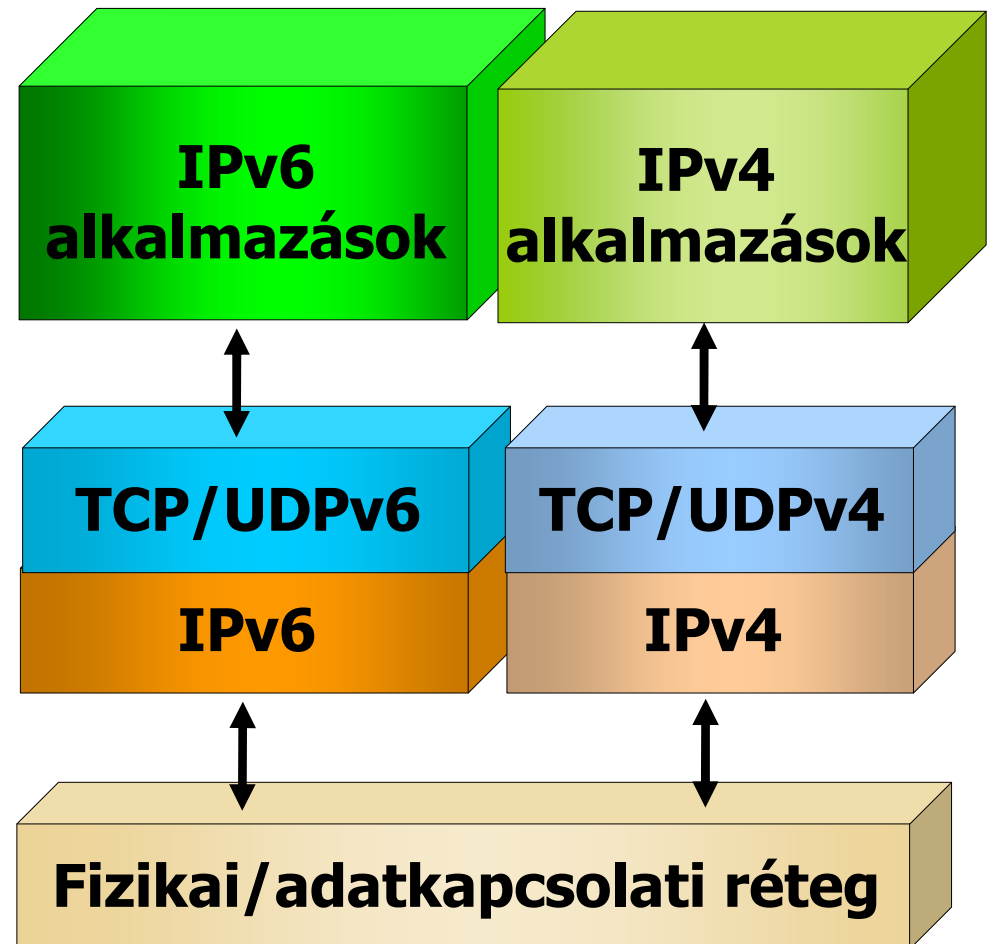 IPv6
alkalmazások
IPv4
alkalmazások
TCP/UDPv6
TCP/UDPv4
IPv6
IPv4
Fizikai/adatkapcsolati réteg